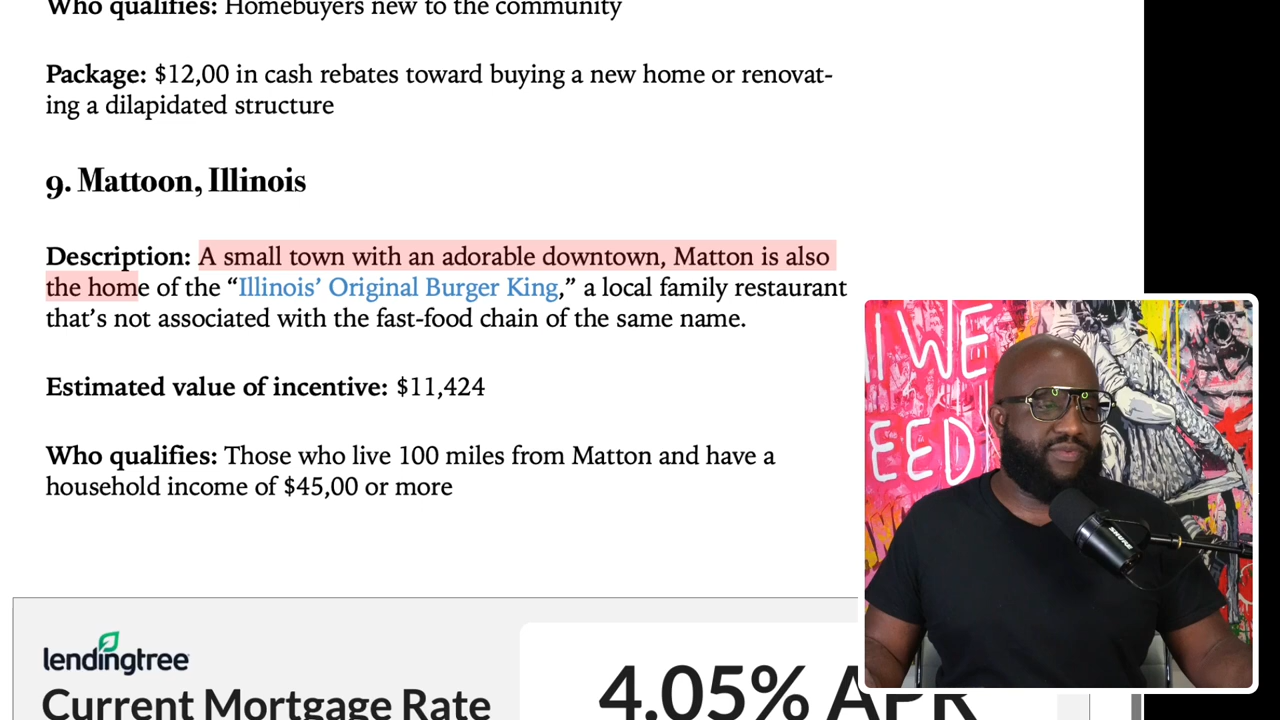 Who qualifies: Homebuyers new to the community
Package: $12,00 in cash rebates toward buying a new home or renovat-
ing a dilapidated structure
9. Mattoon, Illinois
Description: A small town with an adorable downtown, Matton is also
the home of the “Illinois’ Original Burger King,” a local family restaurant
that’s not associated with the fast-food chain of the same name.
Estimated value of incentive: $11,424
Who qualifies: Those who live 100 miles from Matton and have a
household income of $45,00 or more
WE
EED
SHURE
lendingtree
Current Mortgage Rate
4.05% APR